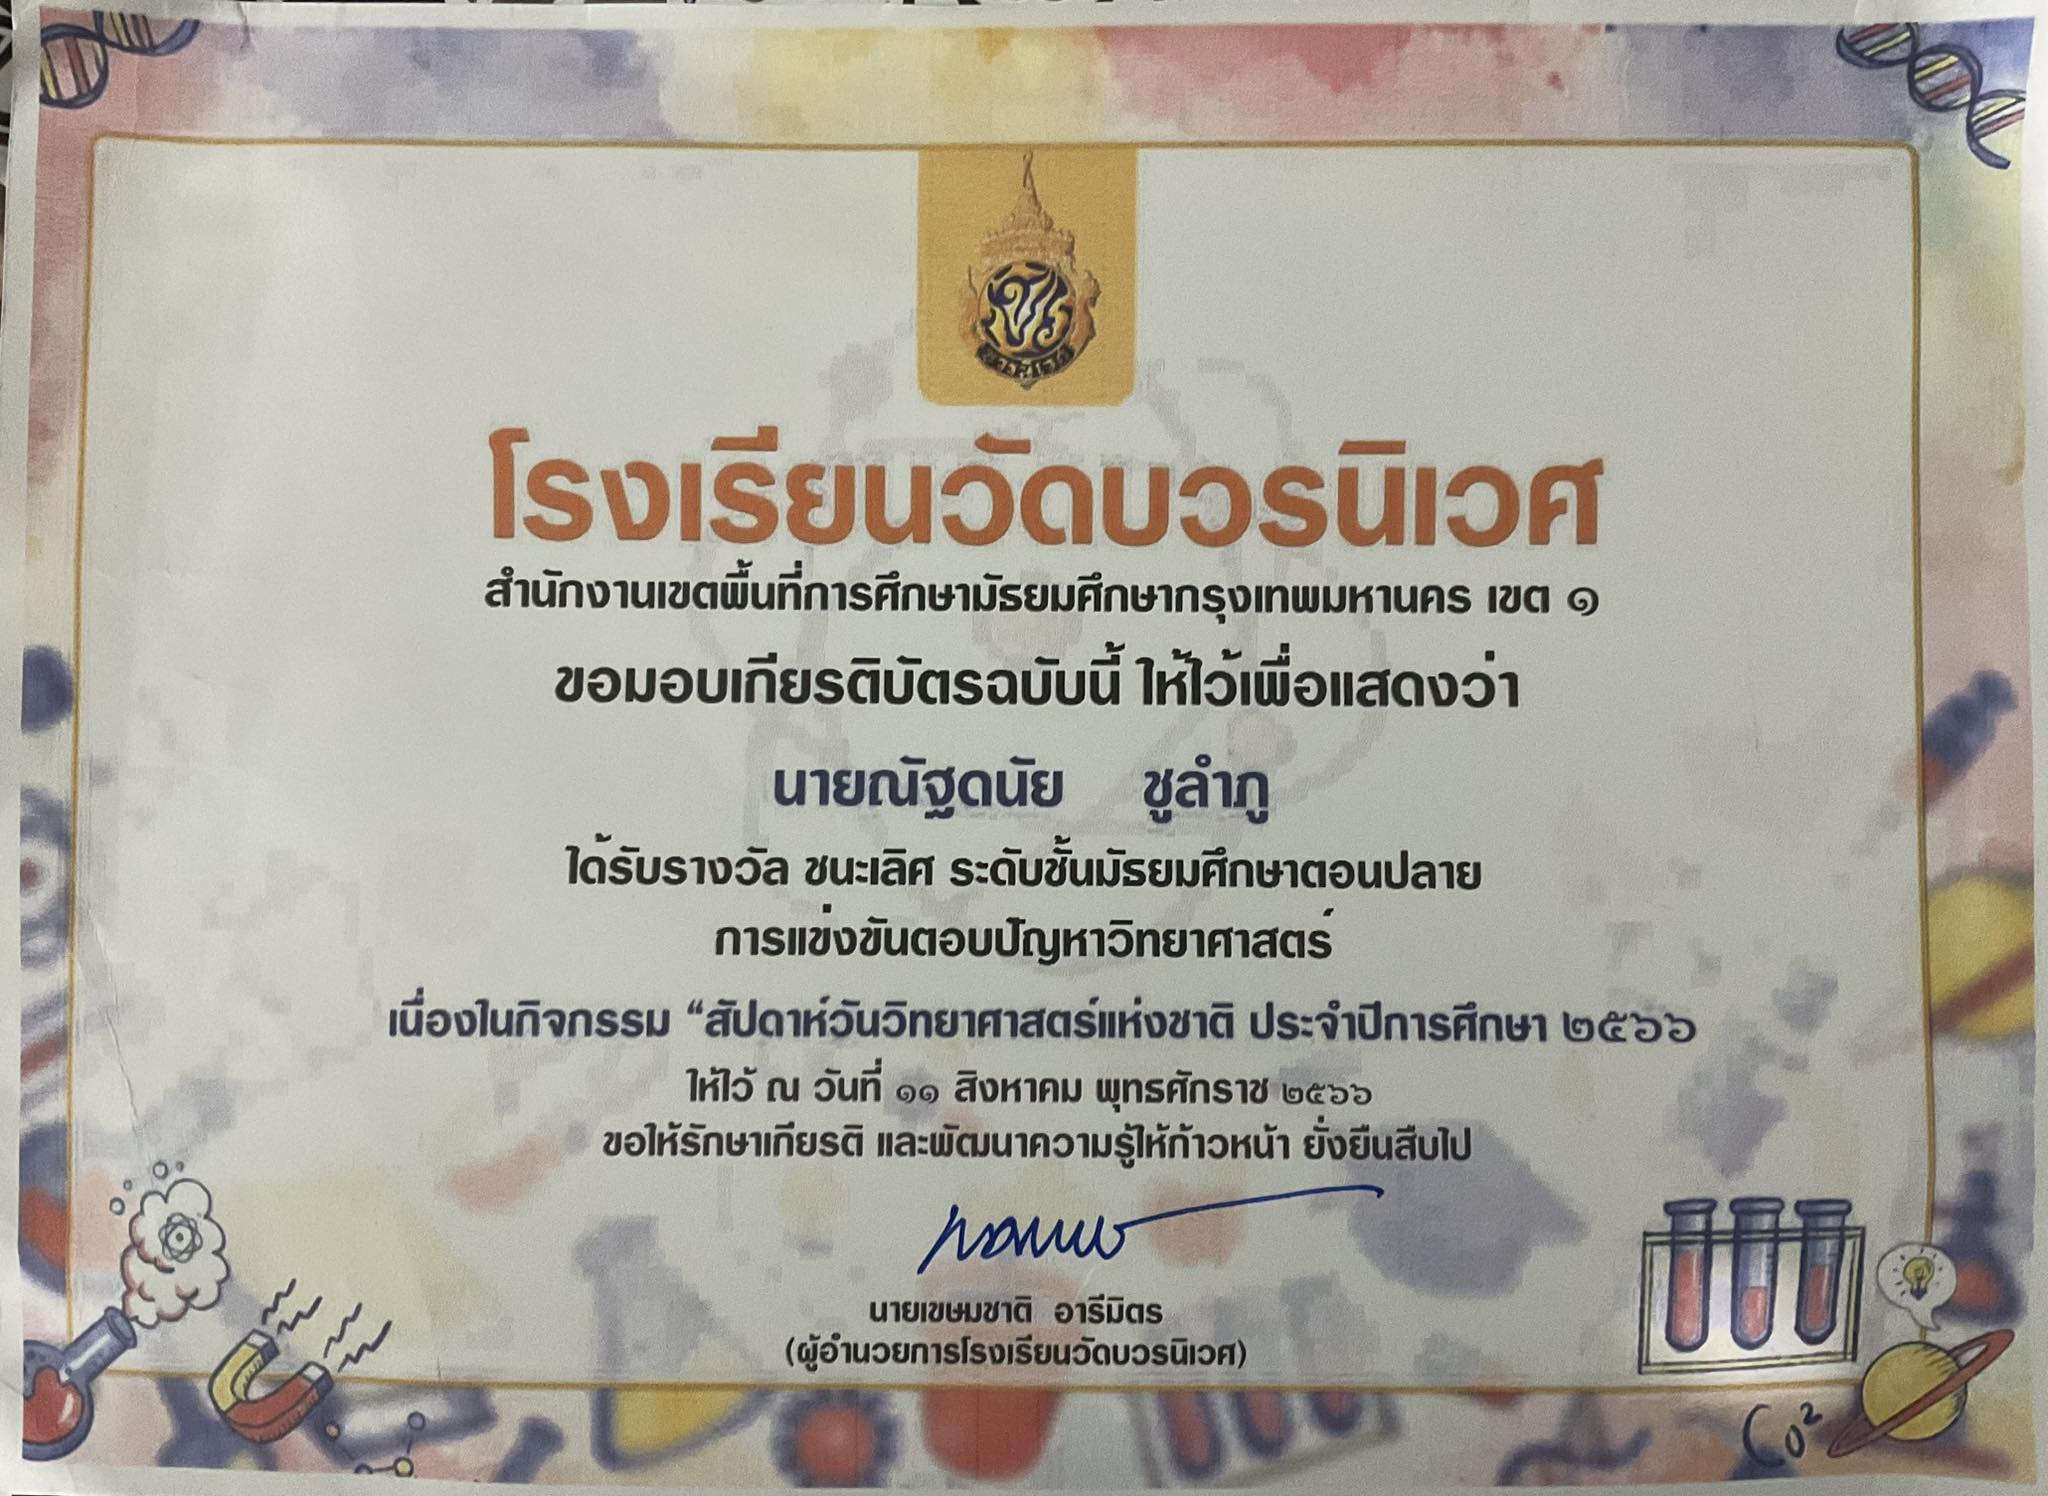 โรงเรียนวัดบวรนิเวศ
สำนักงานเขตพื้นที่การศึกษามัธยมศึกษากรุงเทพมหานคร เขต ๑
ขอมอบเกียรติบัตรฉบับนี้ ให้ไว้เพื่อแสดงว่า
นายณัฐดนัย ชูลำภู
ได้รับรางวัล ชนะเลิศ ระดับชั้นมัธยมศึกษาตอนปลาย
การแข่งขันตอบปัญหาวิทยาศาสตร์
เนื่องในกิจกรรม “สัปดาห์วันวิทยาศาสตร์แห่งชาติ ประจำปีการศึกษา ๒๕๖๖
ให้ไว้ ณ วันที่ ๑๑ สิงหาคม พุทธศักราช ๒๕๖๖
ขอให้รักษาเกียรติ และพัฒนาความรู้ให้ก้าวหน้า ยั่งยืนสืบไป
นายเขษมชาติ อารีมิตร
(ผู้อำนวยการโรงเรียนวัดบวรนิเวศ)
Co²